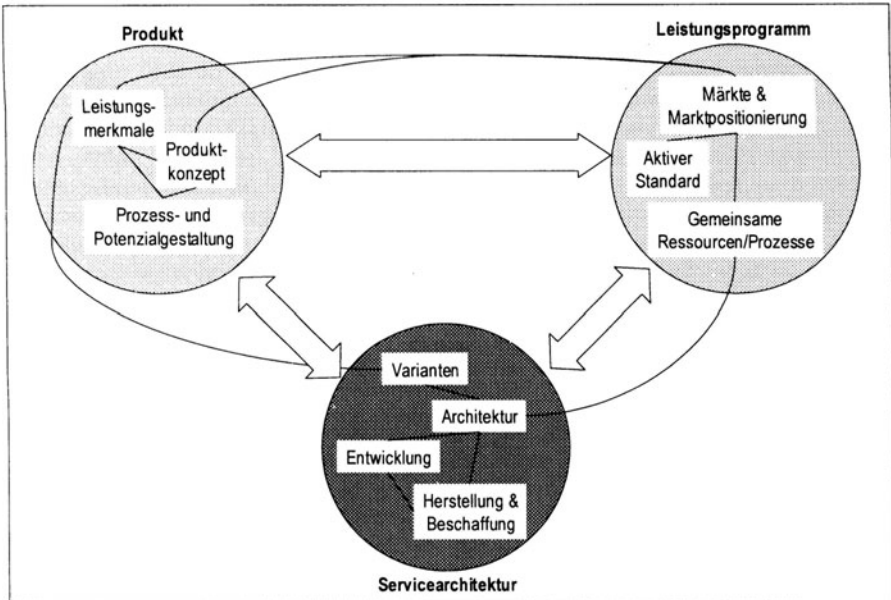 Produkt
Leistungsprogramm
Leistungs-
merkmale
Produkt-
konzept
Prozess- und
Potenzialgestaltung
Märkte &
Marktpositionierung
Aktiver
Standard
Gemeinsame
Ressourcen/Prozesse
Varianten
Architektur
Entwicklung
Herstellung &
Beschaffung
Servicearchitektur